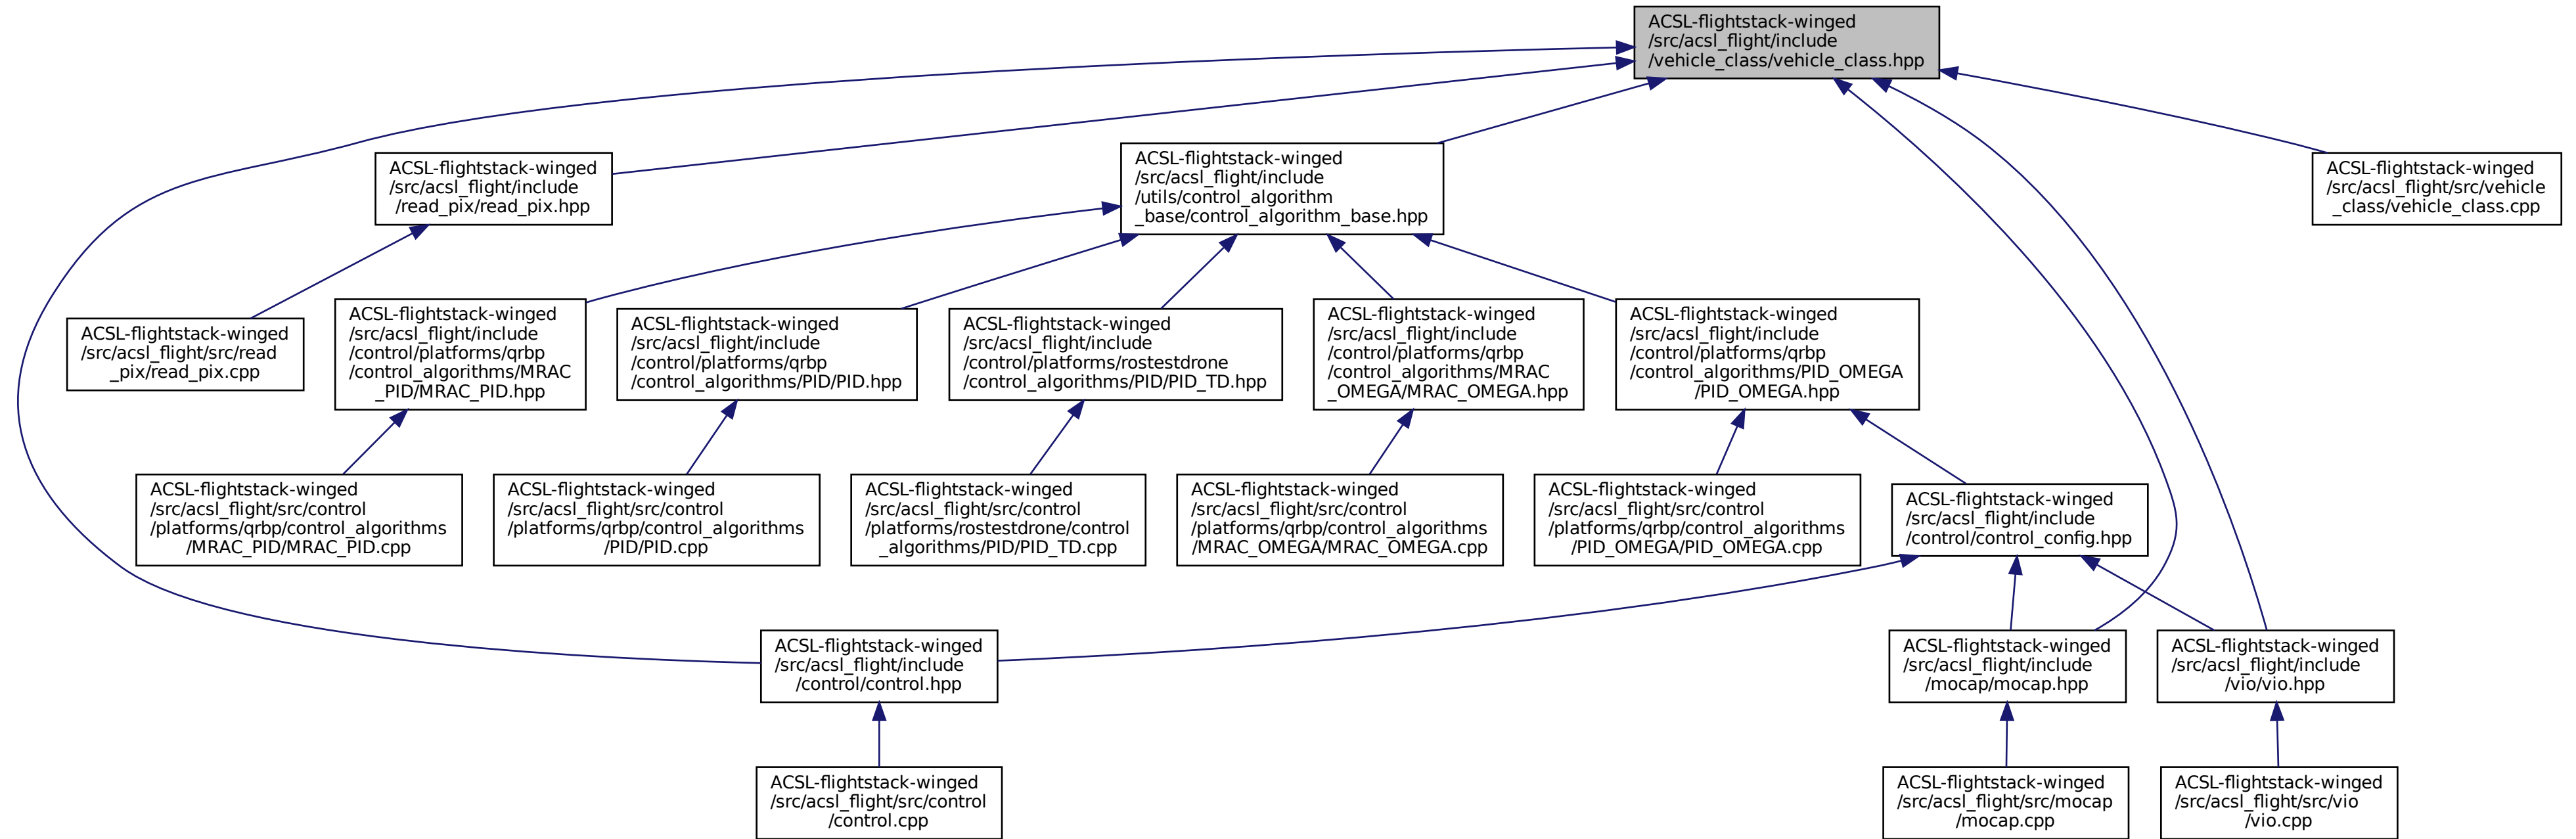 ACSL-flightstack-winged
/src/acsl_flight/include
/vehicle_class/vehicle_class.hpp
ACSL-flightstack-winged
/src/acsl_flight/include
/read_pix/read_pix.hpp
ACSL-flightstack-winged
/src/acsl_flight/include
/utils/control_algorithm
_base/control_algorithm_base.hpp
ACSL-flightstack-winged
/src/acsl_flight/src/vehicle
_class/vehicle_class.cpp
ACSL-flightstack-winged
/src/acsl_flight/src/read
_pix/read_pix.cpp
ACSL-flightstack-winged
/src/acsl_flight/include
/control/platforms/qrbp
/control_algorithms/MRAC
_PID/MRAC_PID.hpp
ACSL-flightstack-winged
/src/acsl_flight/include
/control/platforms/qrbp
/control_algorithms/PID/PID.hpp
ACSL-flightstack-winged
/src/acsl_flight/include
/control/platforms/rostestdrone
/control_algorithms/PID/PID_TD.hpp
ACSL-flightstack-winged
/src/acsl_flight/include
/control/platforms/qrbp
/control_algorithms/MRAC
_OMEGA/MRAC_OMEGA.hpp
ACSL-flightstack-winged
/src/acsl_flight/include
/control/platforms/qrbp
/control_algorithms/PID_OMEGA
/PID_OMEGA.hpp
ACSL-flightstack-winged
/src/acsl_flight/src/control
/platforms/qrbp/control_algorithms
/MRAC_PID/MRAC_PID.cpp
ACSL-flightstack-winged
/src/acsl_flight/src/control
/platforms/qrbp/control_algorithms
/PID/PID.cpp
ACSL-flightstack-winged
/src/acsl_flight/src/control
/platforms/rostestdrone/control
_algorithms/PID/PID_TD.cpp
ACSL-flightstack-winged
/src/acsl_flight/src/control
/platforms/qrbp/control_algorithms
/MRAC_OMEGA/MRAC_OMEGA.cpp
ACSL-flightstack-winged
/src/acsl_flight/src/control
/platforms/qrbp/control_algorithms
/PID_OMEGA/PID_OMEGA.cpp
ACSL-flightstack-winged
/src/acsl_flight/include
/control/control_config.hpp
ACSL-flightstack-winged
/src/acsl_flight/include
/control/control.hpp
ACSL-flightstack-winged
/src/acsl_flight/include
/mocap/mocap.hpp
ACSL-flightstack-winged
/src/acsl_flight/include
/vio/vio.hpp
ACSL-flightstack-winged
/src/acsl_flight/src/control
/control.cpp
ACSL-flightstack-winged
/src/acsl_flight/src/mocap
/mocap.cpp
ACSL-flightstack-winged
/src/acsl_flight/src/vio
/vio.cpp